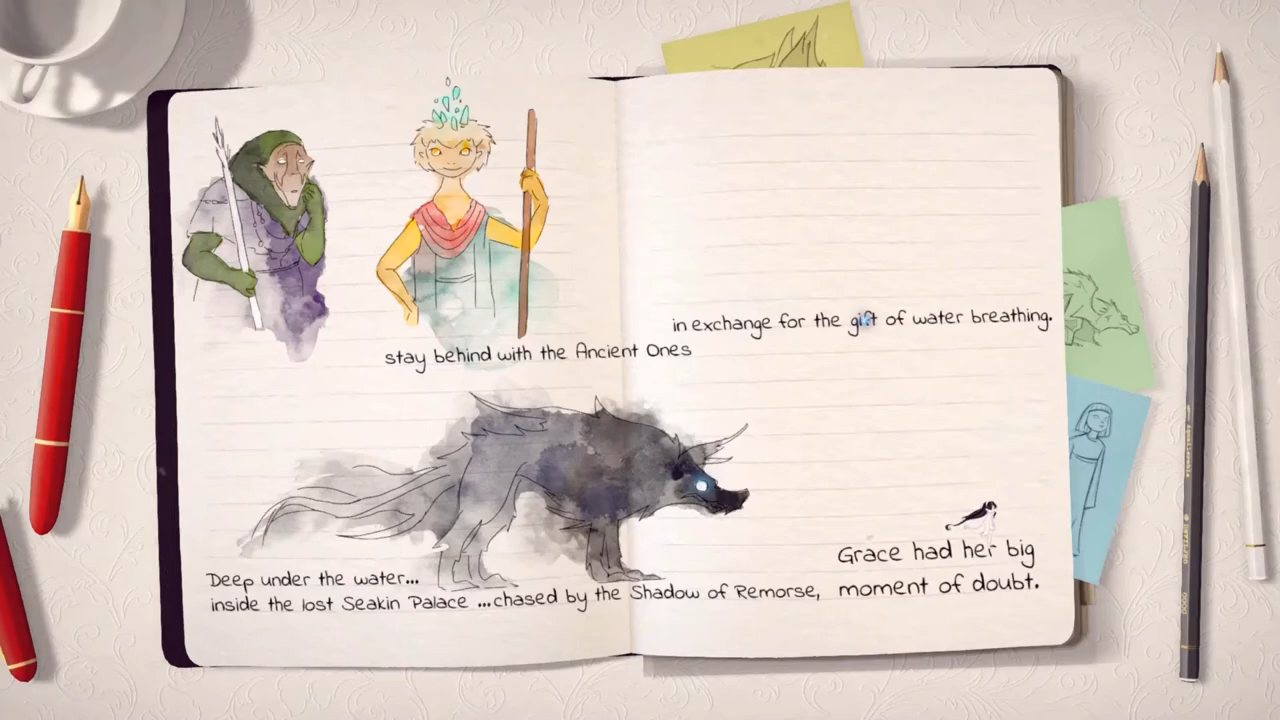 in exchange for the gift of water breathing.
stay behind with the Ancient Ones
Grace had her big
moment of doubt.
Deep under the water...
inside the lost Seakin Palace ...chased by the Shadow of Remorse,